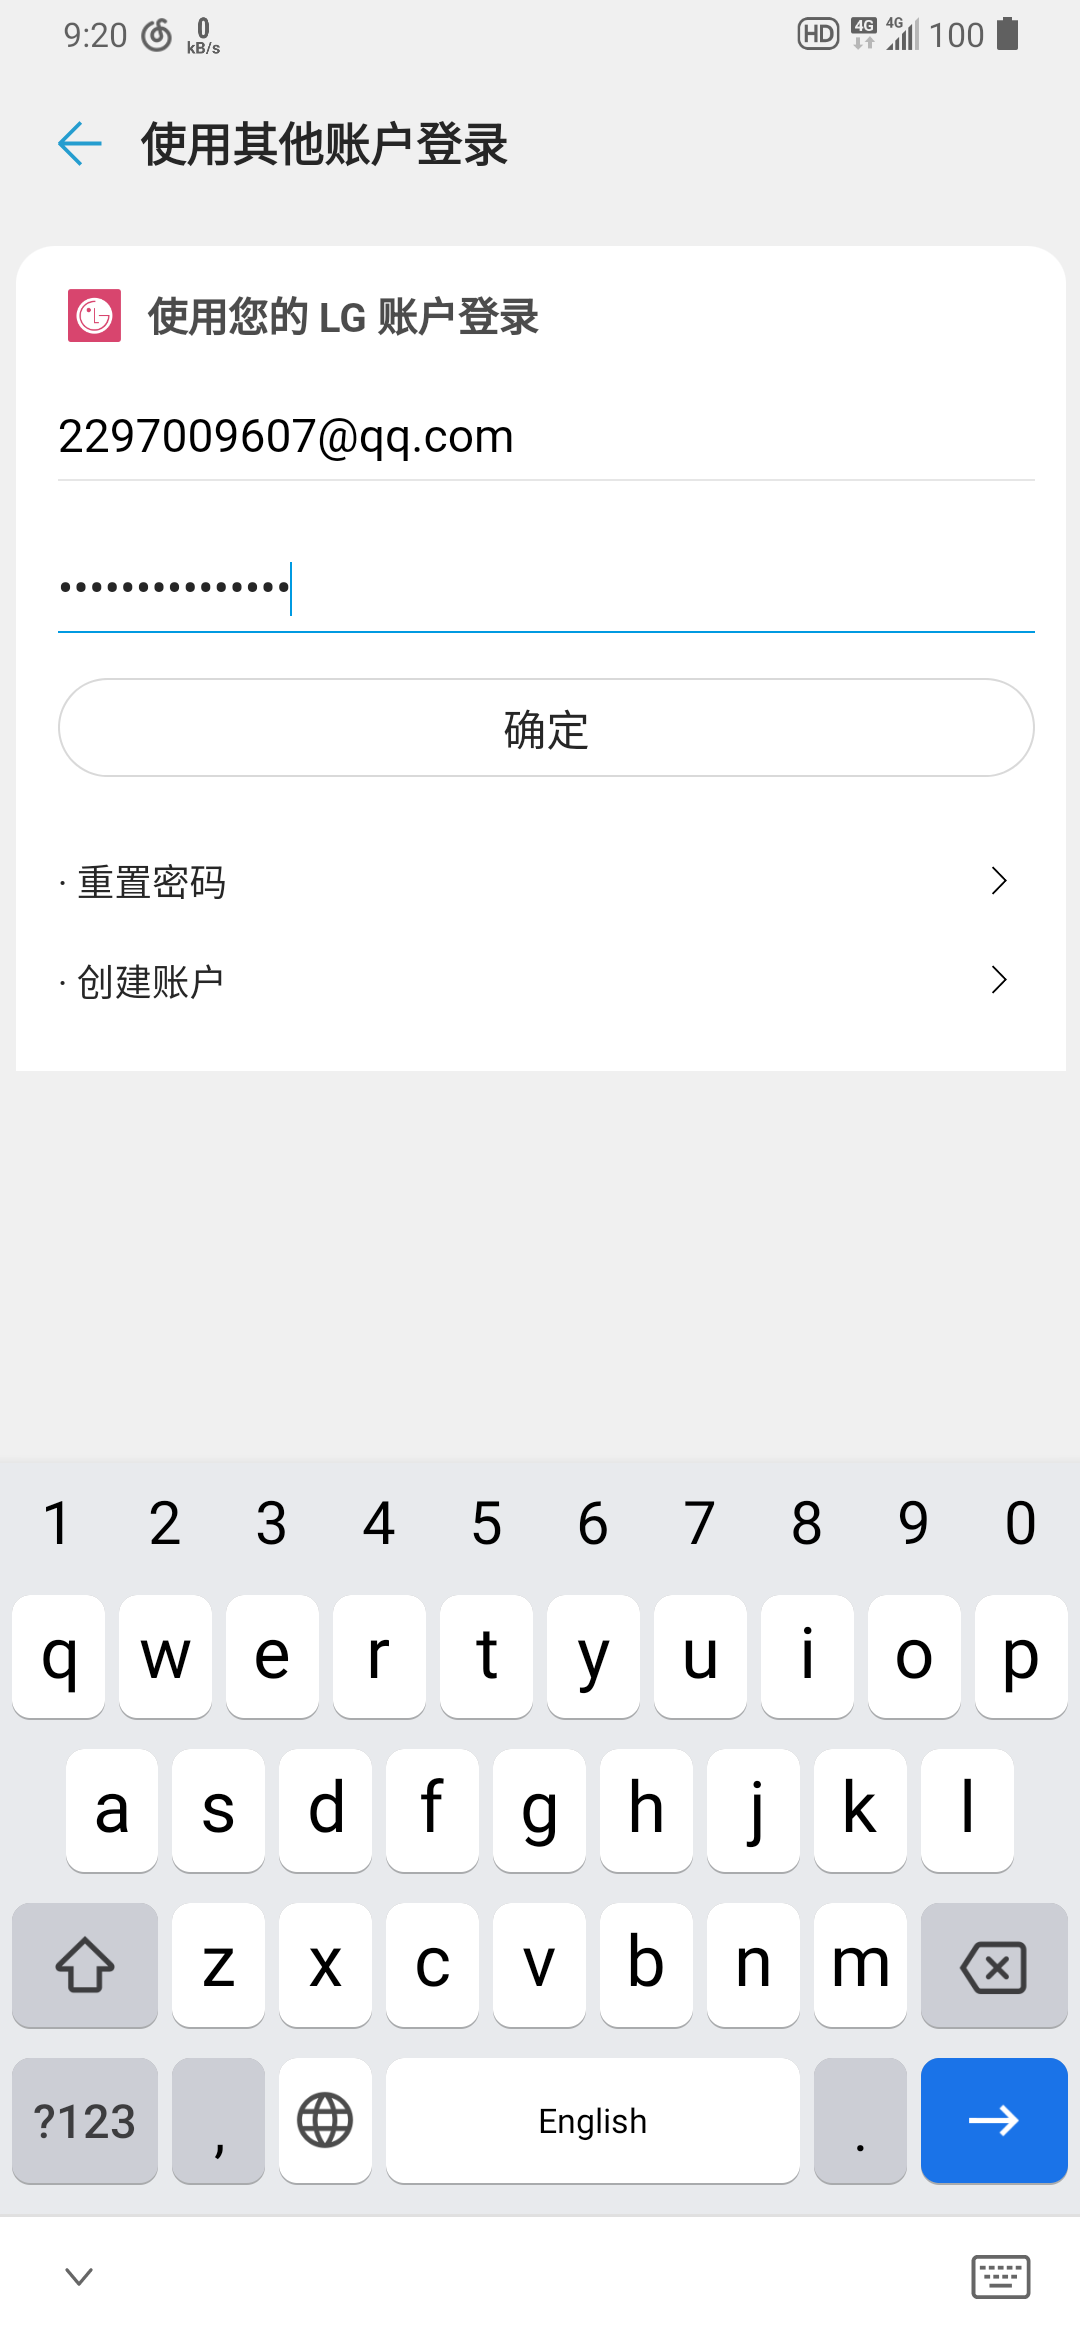 9:20 0 kB/s HD 4G 4G 100
使用其他账户登录
使用您的 LG 账户登录
2297009607@qq.com
•••••••••••••••
确定
· 重置密码
· 创建账户
1 2 3 4 5 6 7 8 9 0
q w e r t y u i o p
a s d f g h j k l
z x c v b n m
?123 , English .